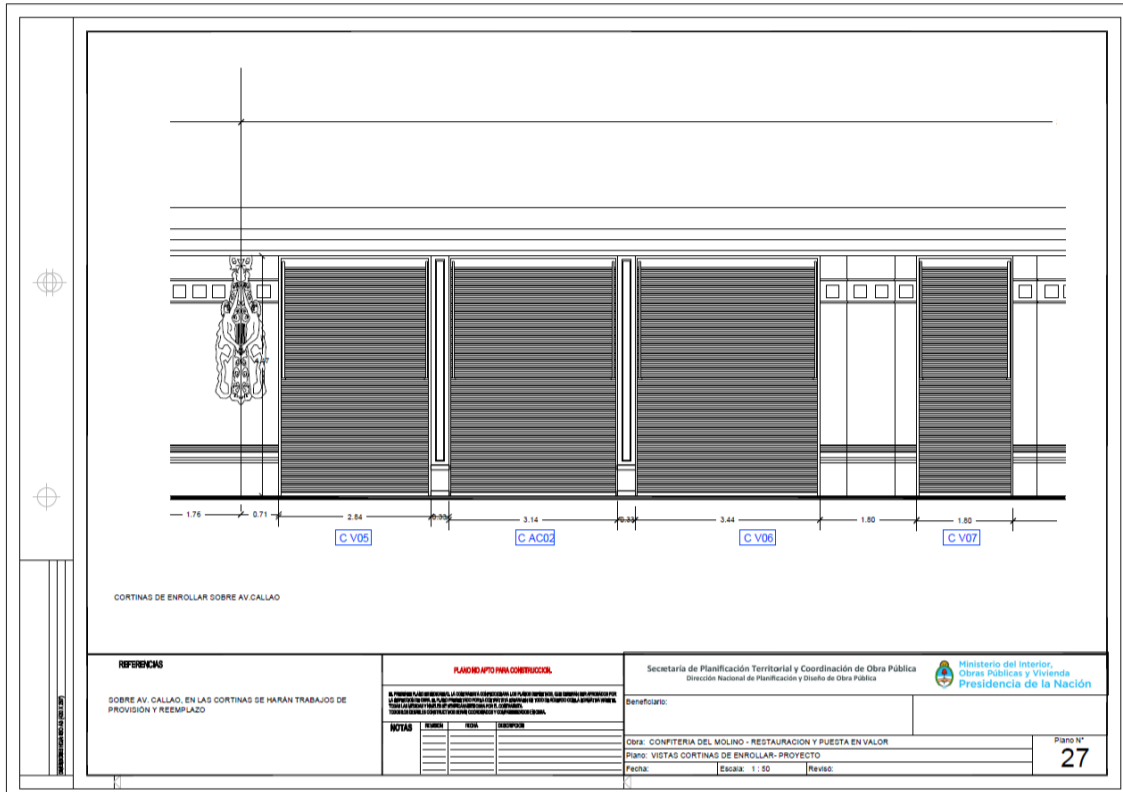 1.76
0.71
2.84
0.33
3.14
0.33
3.44
1.80
1.80
C V05
C AC02
C V06
C V07
CORTINAS DE ENROLLAR SOBRE AV.CALLAO
REFERENCIAS
SOBRE AV. CALLAO, EN LAS CORTINAS SE HARÁN TRABAJOS DE
PROVISIÓN Y REEMPLAZO
PLANO NO APTO PARA CONSTRUCCION.
NOTAS
REVISION
FECHA
DESCRIPCION
Secretaría de Planificación Territorial y Coordinación de Obra Pública
Dirección Nacional de Planificación y Diseño de Obra Pública
Ministerio del Interior,
Obras Públicas y Vivienda
Presidencia de la Nación
Beneficiario:
Obra: CONFITERIA DEL MOLINO - RESTAURACION Y PUESTA EN VALOR
Plano: VISTAS CORTINAS DE ENROLLAR- PROYECTO
Fecha:
Escala: 1 : 50
Revisó:
Plano N°
27